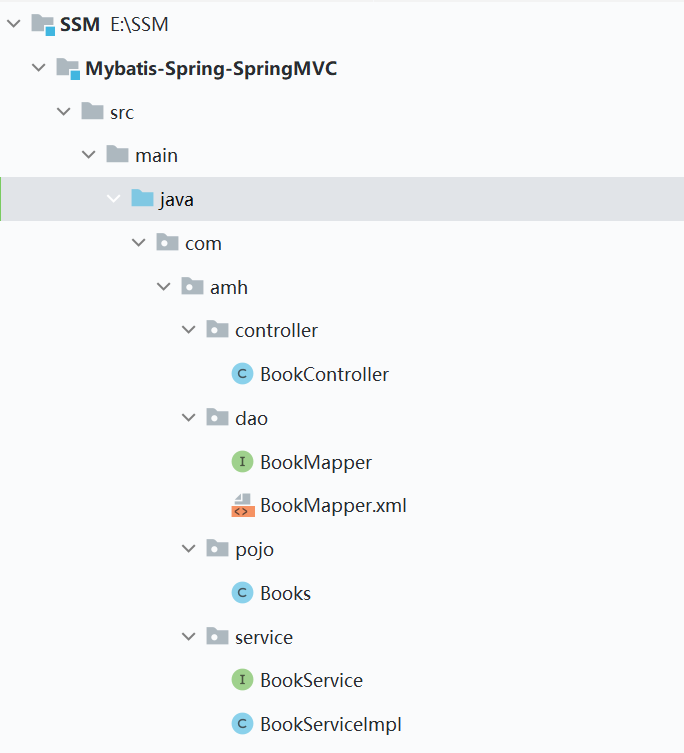 SSM E:\SSM
Mybatis-Spring-SpringMVC
src
main
java
com
amh
controller
C BookController
dao
I BookMapper
<> BookMapper.xml
pojo
C Books
service
I BookService
C BookServiceImpl